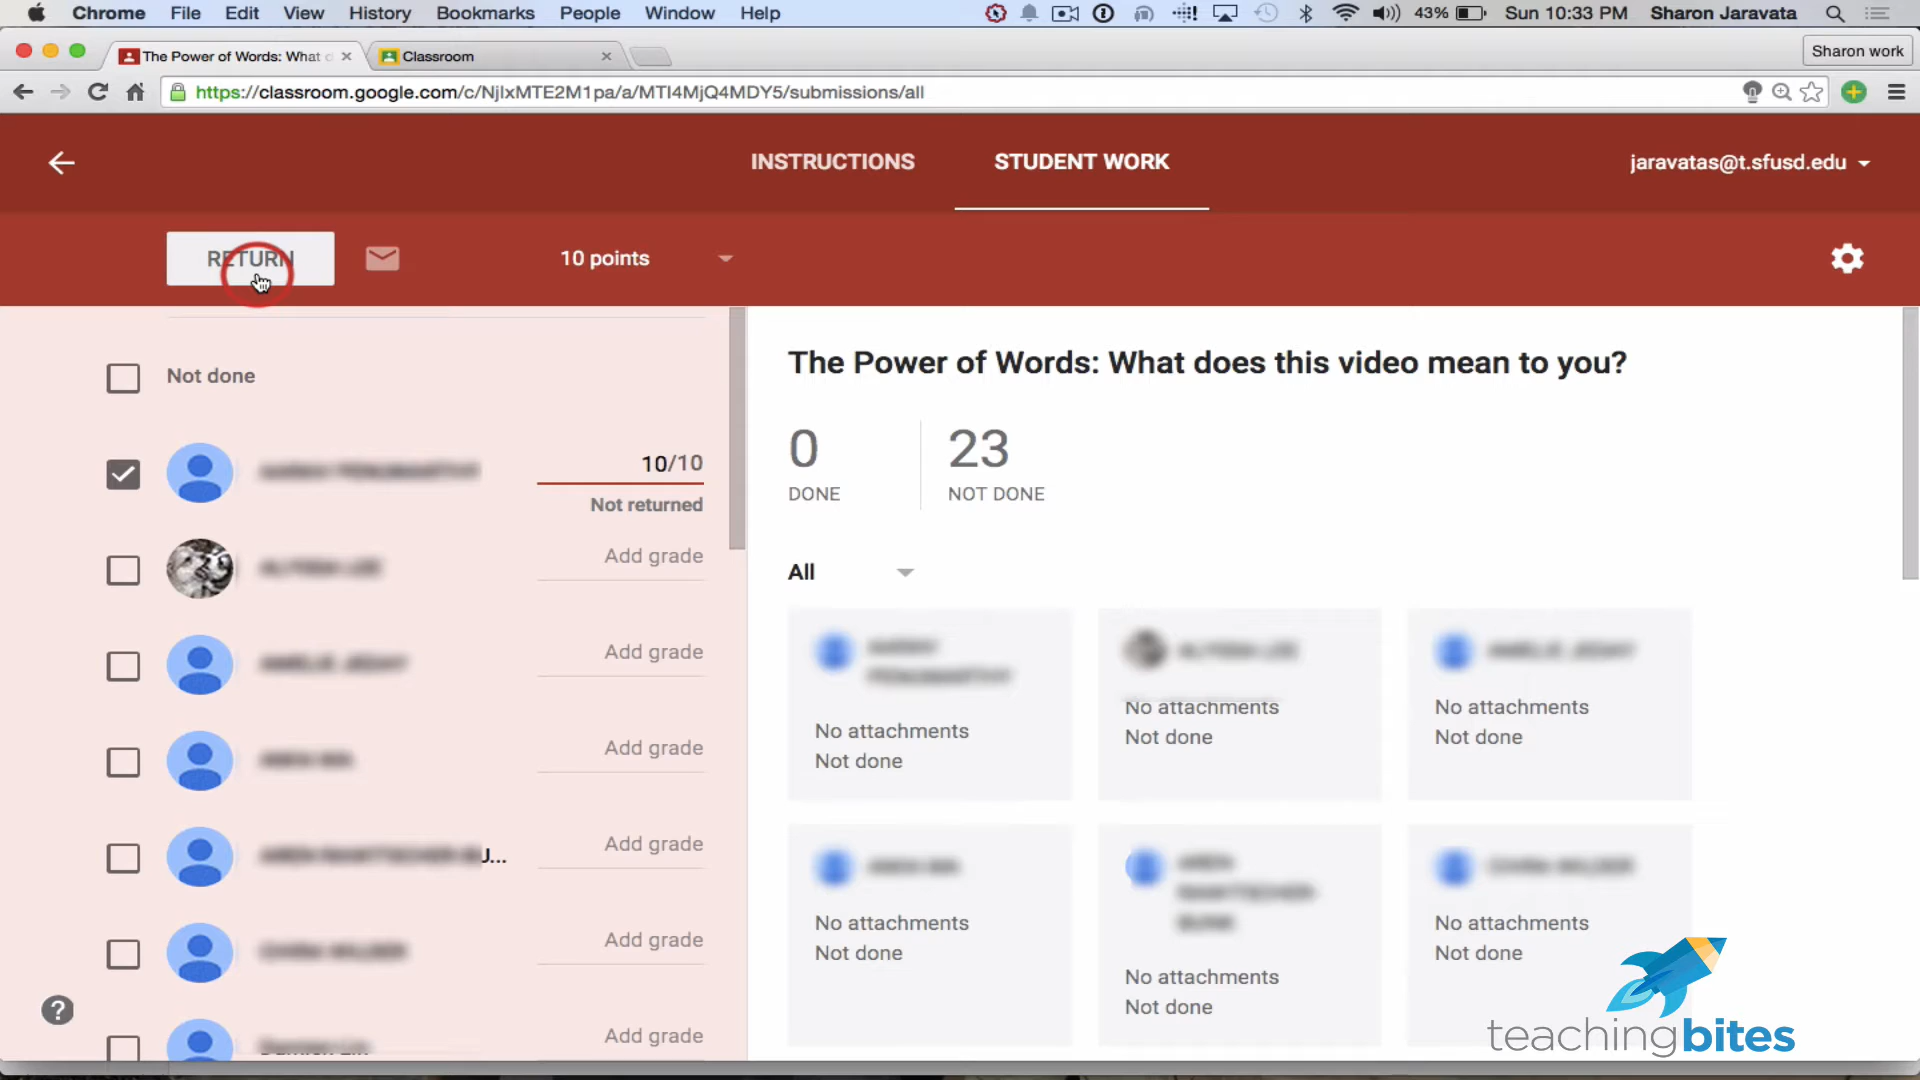 Chrome File Edit View History Bookmarks People Window Help 43% Sun 10:33 PM Sharon Jaravata
The Power of Words: What Classroom Sharon work
https://classroom.google.com/c/NjIxMTE2M1pa/a/MTI4MjQ4MDY5/submissions/all
INSTRUCTIONS STUDENT WORK jaravatas@t.sfusd.edu
RETURN 10 points
Not done
10/10
Not returned
Add grade
Add grade
Add grade
J... Add grade
Add grade
Add grade
The Power of Words: What does this video mean to you?
0 23
DONE NOT DONE
All
No attachments
Not done
No attachments
Not done
No attachments
Not done
No attachments
Not done
No attachments
Not done
No attachments
Not done
?
teachingbites